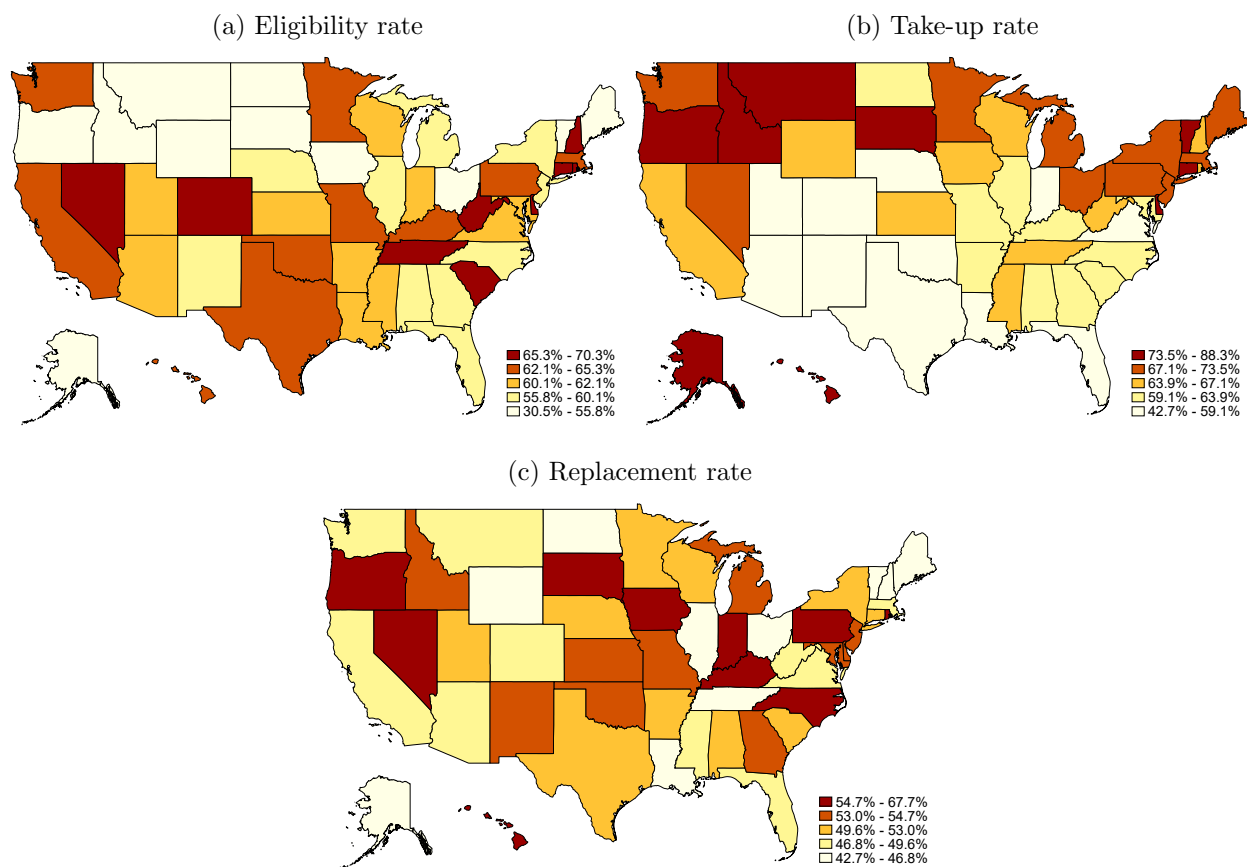 (a) Eligibility rate
65.3% - 70.3%
62.1% - 65.3%
60.1% - 62.1%
55.8% - 60.1%
30.5% - 55.8%
(b) Take-up rate
73.5% - 88.3%
67.1% - 73.5%
63.9% - 67.1%
59.1% - 63.9%
42.7% - 59.1%
(c) Replacement rate
54.7% - 67.7%
53.0% - 54.7%
49.6% - 53.0%
46.8% - 49.6%
42.7% - 46.8%